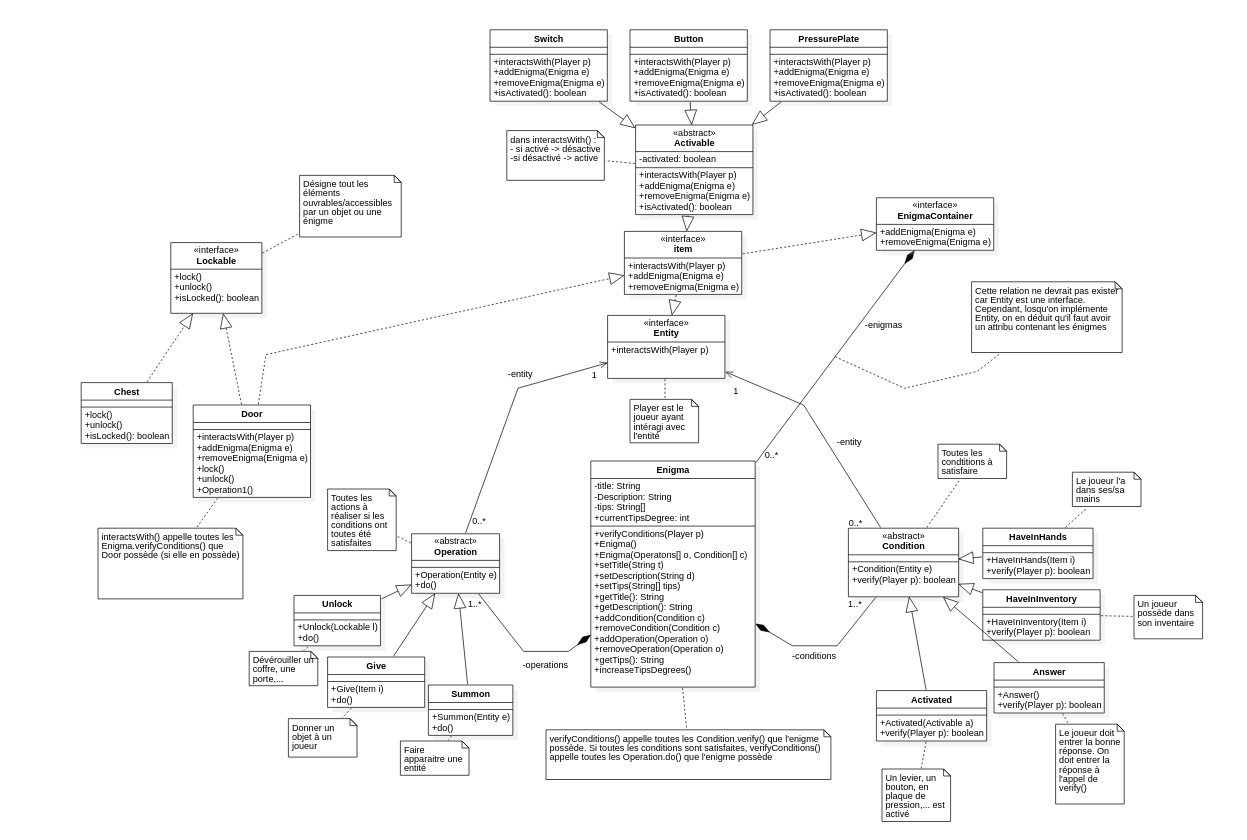 Switch
+interactsWith(Player p)
+addEnigma(Enigma e)
+removeEnigma(Enigma e)
+isActivated(): boolean
Button
+interactsWith(Player p)
+addEnigma(Enigma e)
+removeEnigma(Enigma e)
+isActivated(): boolean
PressurePlate
+interactsWith(Player p)
+addEnigma(Enigma e)
+removeEnigma(Enigma e)
+isActivated(): boolean
dans interactsWith() :
- si activé -> désactive
-si désactivé -> active
«abstract»
Activable
-activated: boolean
+interactsWith(Player p)
+addEnigma(Enigma e)
+removeEnigma(Enigma e)
+isActivated(): boolean
Désigne tout les
éléments
ouvrables/accessibles
par un objet ou une
énigme
«interface»
Lockable
+lock()
+unlock()
+isLocked(): boolean
«interface»
item
+interactsWith(Player p)
+addEnigma(Enigma e)
+removeEnigma(Enigma e)
«interface»
EnigmaContainer
+addEnigma(Enigma e)
+removeEnigma(Enigma e)
Cette relation ne devrait pas exister
car Entity est une interface.
Cependant, losqu'on implémente
Entity, on en déduit qu'il faut avoir
un attribut contenant les énigmes
-enigmas
«interface»
Entity
+interactsWith(Player p)
-entity
1
1
Player est le
joueur ayant
intéragi avec
l'entité
Chest
+lock()
+unlock()
+isLocked(): boolean
Door
+interactsWith(Player p)
+addEnigma(Enigma e)
+removeEnigma(Enigma e)
+lock()
+unlock()
+Operation1()
interactsWith() appelle toutes les
Enigma.verifyConditions() que
Door possède (si elle en possède)
-entity
0..*
Enigma
-title: String
-Description: String
-tips: String[]
+currentTipsDegree: int
+verifyConditions(Player p)
+Enigma()
+Enigma(Operatons[] o, Condition[] c)
+setTitle(String t)
+setDescription(String d)
+setTips(String[] tips)
+getTitle(): String
+getDescription(): String
+addCondition(Condition c)
+removeCondition(Condition c)
+addOperation(Operation o)
+removeOperation(Operation o)
+getTips(): String
+increaseTipsDegrees()
Toutes les
actions à
réaliser si les
conditions ont
toutes été
satisfaites
0..*
«abstract»
Operation
+Operation(Entity e)
+do()
1..*
-operations
Unlock
+Unlock(Lockable l)
+do()
Dévérouiller un
coffre, une
porte,...
Give
+Give(Item i)
+do()
Donner un
objet à un
joueur
Summon
+Summon(Entity e)
+do()
Faire
apparaitre une
entité
verifyConditions() appelle toutes les Condition.verify() que l'enigme
possède. Si toutes les conditions sont satisfaites, verifyConditions()
appelle toutes les Operation.do() que l'enigme possède
Toutes les
condtitions à
satisfaire
0..*
«abstract»
Condition
+Condition(Entity e)
+verify(Player p): boolean
1..*
-conditions
Le joueur l'a
dans ses/sa
mains
HaveInHands
+HaveInHands(Item i)
+verify(Player p): boolean
HaveInInventory
+HaveInInventory(Item i)
+verify(Player p): boolean
Un joueur
possède dans
son inventaire
Answer
+Answer()
+verify(Player p): boolean
Le joueur doit
entrer la bonne
réponse. On
doit entrer la
réponse à
l'appel de
verify()
Activated
+Activated(Activable a)
+verify(Player p): boolean
Un levier, un
bouton, en
plaque de
pression,... est
activé